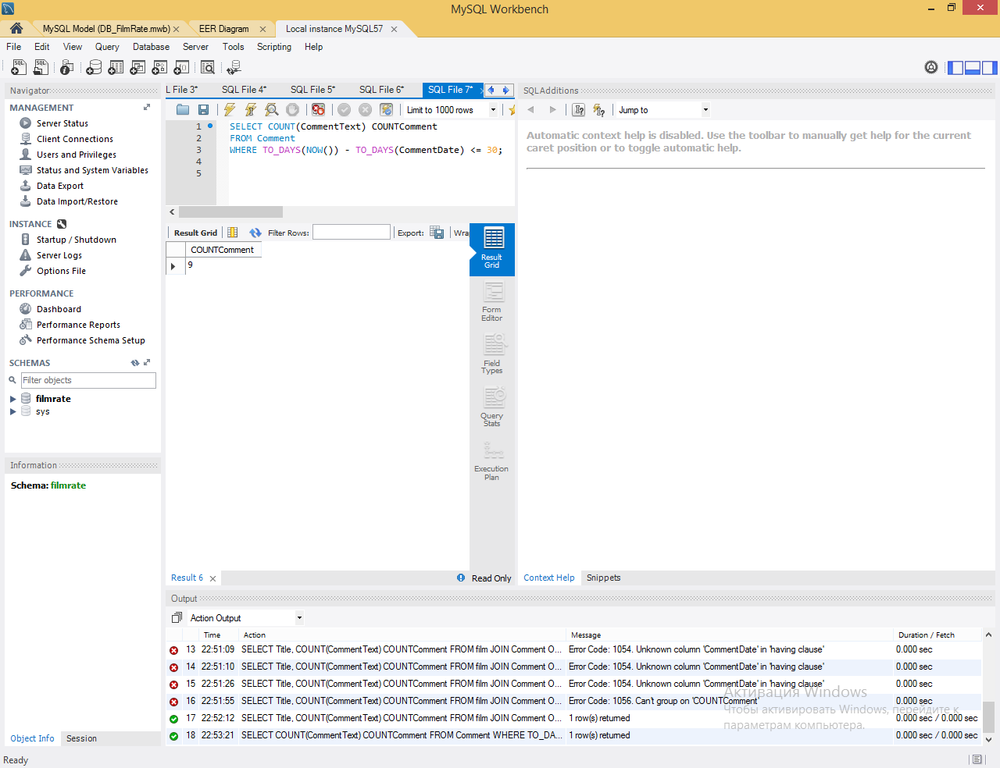 MySQL Workbench
MySQL Model (DB_FilmRate.mwb)
EER Diagram
Local instance MySQL57
File Edit View Query Database Server Tools Scripting Help
Navigator
MANAGEMENT
Server Status
Client Connections
Users and Privileges
Status and System Variables
Data Export
Data Import/Restore
INSTANCE
Startup / Shutdown
Server Logs
Options File
PERFORMANCE
Dashboard
Performance Reports
Performance Schema Setup
SCHEMAS
Filter objects
filmrate
sys
Information
Schema: filmrate
Object Info Session
Ready
L File 3* SQL File 4* SQL File 5* SQL File 6* SQL File 7*
Limit to 1000 rows
1 SELECT COUNT(CommentText) COUNTComment
2 FROM Comment
3 WHERE TO_DAYS(NOW()) - TO_DAYS(CommentDate) <= 30;
4
5
Result Grid Filter Rows: Export: Wrap
COUNTComment
9
Result
Grid
Form
Editor
Field
Types
Query
Stats
Execution
Plan
Result 6
Read Only
SQLAdditions
Jump to
Automatic context help is disabled. Use the toolbar to manually get help for the current
caret position or to toggle automatic help.
Context Help Snippets
Output
Action Output
Time Action Message Duration / Fetch
13 22:51:09 SELECT Title, COUNT(CommentText) COUNTComment FROM film JOIN Comment O... Error Code: 1054. Unknown column 'CommentDate' in 'having clause' 0.000 sec
14 22:51:10 SELECT Title, COUNT(CommentText) COUNTComment FROM film JOIN Comment O... Error Code: 1054. Unknown column 'CommentDate' in 'having clause' 0.000 sec
15 22:51:26 SELECT Title, COUNT(CommentText) COUNTComment FROM film JOIN Comment O... Error Code: 1054. Unknown column 'CommentDate' in 'having clause' 0.000 sec
16 22:51:55 SELECT Title, COUNT(CommentText) COUNTComment FROM film JOIN Comment O... Error Code: 1056. Can't group on 'COUNTComment' 0.000 sec
17 22:52:12 SELECT Title, COUNT(CommentText) COUNTComment FROM film JOIN Comment O... 1 row(s) returned 0.000 sec / 0.000 sec
18 22:53:21 SELECT COUNT(CommentText) COUNTComment FROM Comment WHERE TO_DA... 1 row(s) returned 0.000 sec / 0.000 sec
Активация Windows
Чтобы активировать Windows, перейдите к
параметрам компьютера.